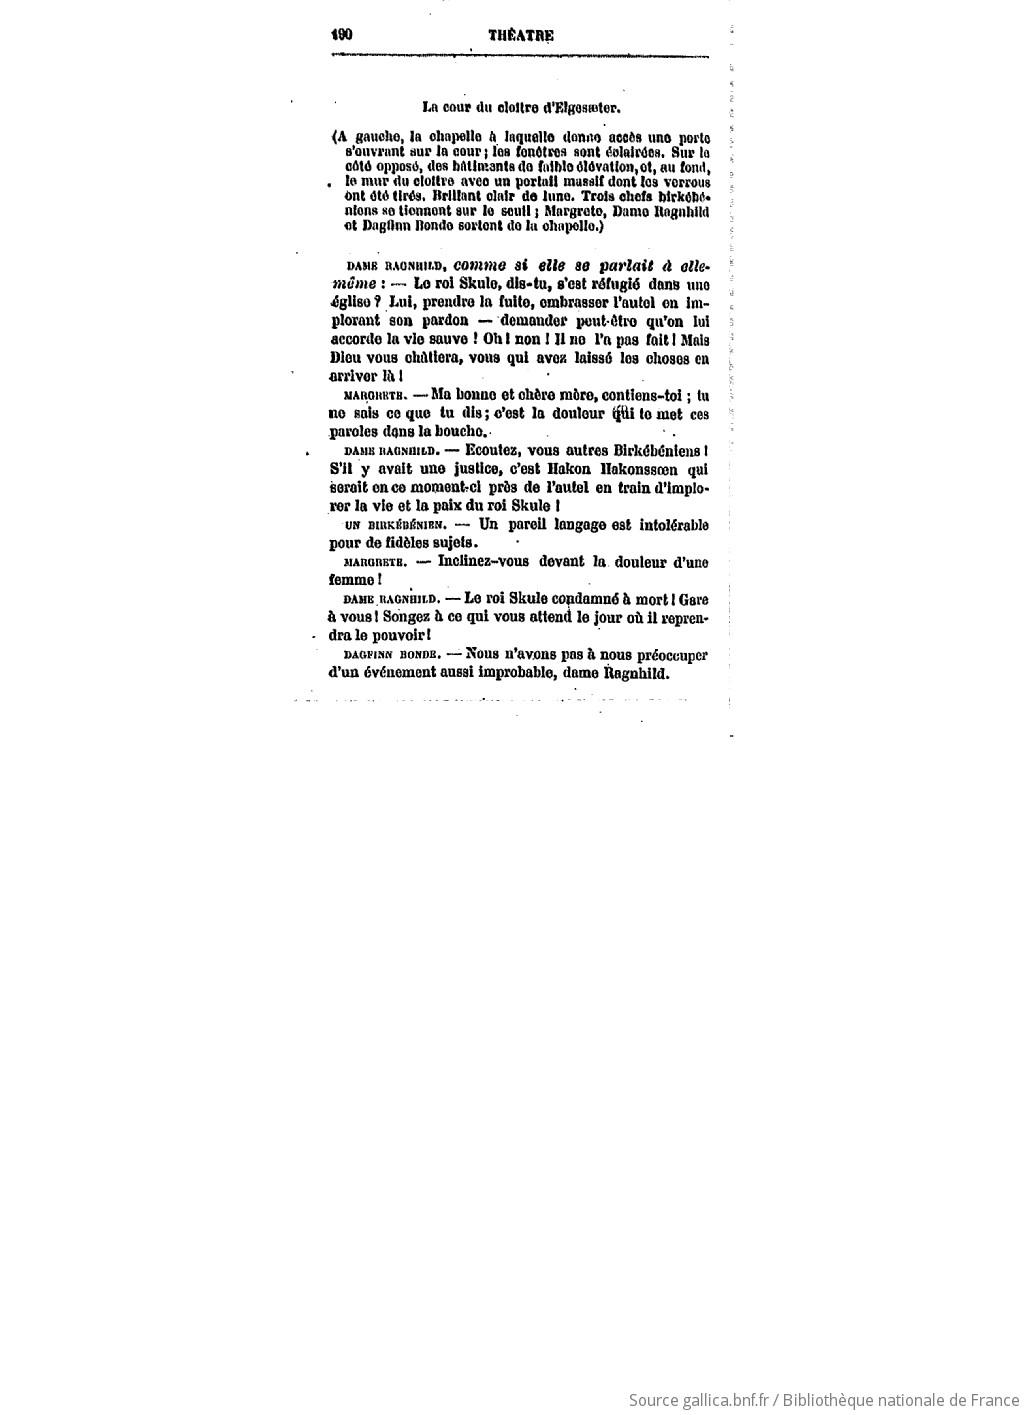 190 THÉATRE
La cour du cloître d'Elgesæter.
(A gauche, la chapelle à laquelle donne accès une porte
s'ouvrant sur la cour ; les fenêtres sont éclairées. Sur le
côté opposé, des bâtiments de faible élévation, et, au fond,
le mur du cloître avec un portail massif dont les verrous
ont été tirés. Brillant clair de lune. Trois chefs birkébé-
niens se tiennent sur le seuil ; Margrete, Dame Ragnhild
et Dagfinn Bonde sortent de la chapelle.)
DAME RAGNHILD, comme si elle se parlait à elle-
même : — Le roi Skule, dis-tu, s'est réfugié dans une
église ? Lui, prendre la fuite, embrasser l'autel en im-
plorant son pardon — demander peut-être qu'on lui
accorde la vie sauve ! Oh ! non ! Il ne l'a pas fait ! Mais
Dieu vous châtiera, vous qui avez laissé les choses en
arriver là !
MARGRETE. — Ma bonne et chère mère, contiens-toi ; tu
ne sais ce que tu dis ; c'est la douleur qui te met ces
paroles dans la bouche.
DAME RAGNHILD. — Ecoutez, vous autres Birkébéniens !
S'il y avait une justice, c'est Hakon Hakonssœn qui
serait en ce moment-ci près de l'autel en train d'implo-
rer la vie et la paix du roi Skule !
UN BIRKÉBÉNIEN. — Un pareil langage est intolérable
pour de fidèles sujets.
MARGRETE. — Inclinez-vous devant la douleur d'une
femme !
DAME RAGNHILD. — Le roi Skule condamné à mort ! Gare
à vous ! Songez à ce qui vous attend le jour où il repren-
dra le pouvoir !
DAGFINN BONDE. — Nous n'avons pas à nous préoccuper
d'un événement aussi improbable, dame Ragnhild.
Source gallica.bnf.fr / Bibliothèque nationale de France